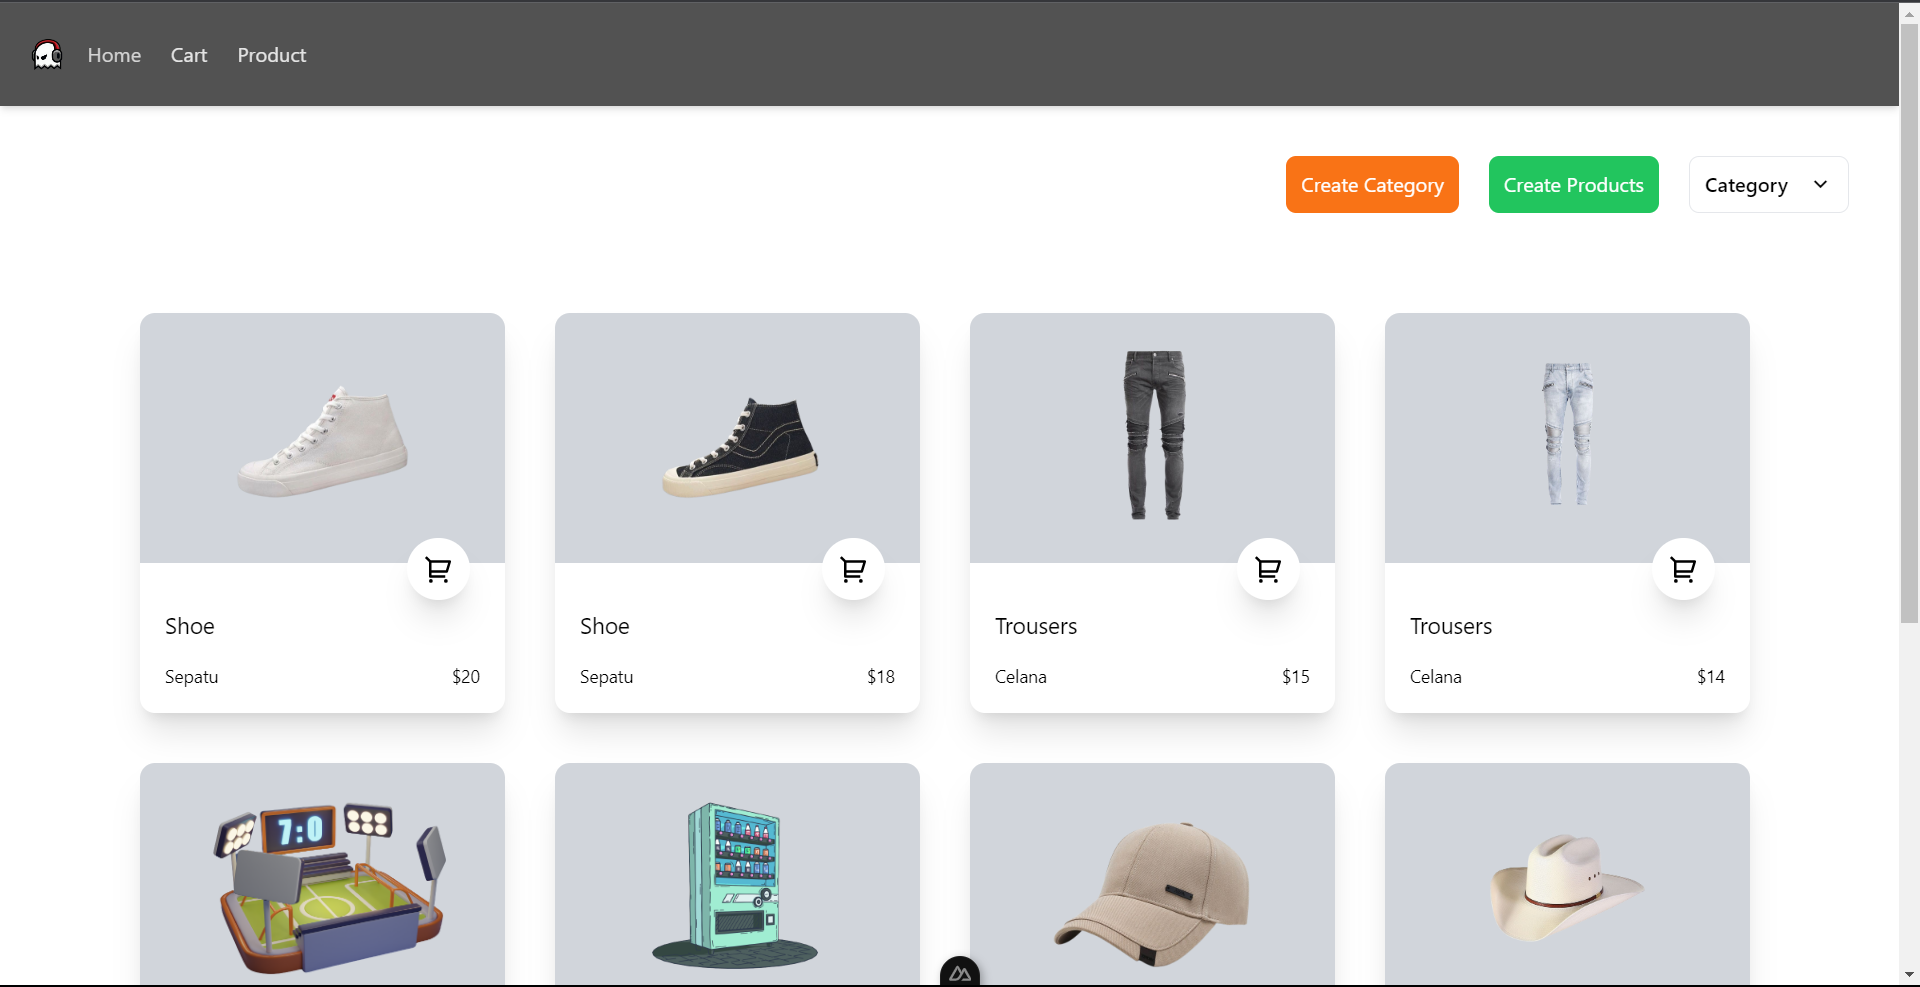 Home Cart Product
Create Category Create Products Category
Shoe
Sepatu $20
Shoe
Sepatu $18
Trousers
Celana $15
Trousers
Celana $14
7:0